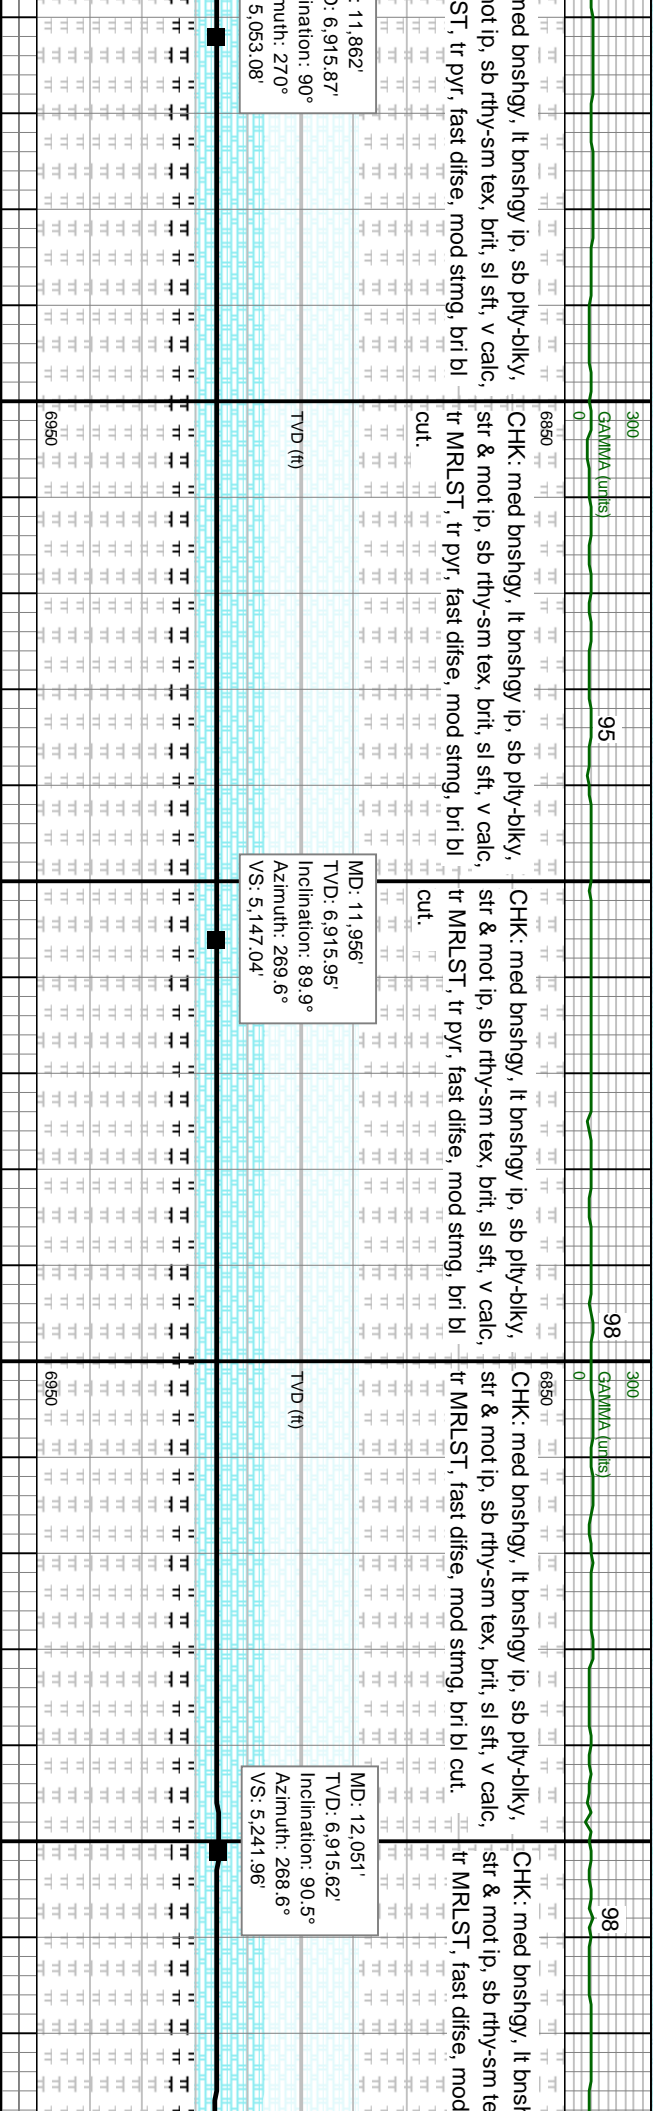 300
GAMMA (units)
0
95
98
300
GAMMA (units)
0
98
6850
6850
med bnshgy, lt bnshgy ip, sb plty-blky,
mot ip, sb rthy-sm tex, brit, sl sft, v calc,
ST, tr pyr, fast difse, mod stmg, bri bl
CHK: med bnshgy, lt bnshgy ip, sb plty-blky,
str & mot ip, sb rthy-sm tex, brit, sl sft, v calc,
tr MRLST, tr pyr, fast difse, mod stmg, bri bl
cut.
CHK: med bnshgy, lt bnshgy ip, sb plty-blky,
str & mot ip, sb rthy-sm tex, brit, sl sft, v calc,
tr MRLST, tr pyr, fast difse, mod stmg, bri bl
cut.
CHK: med bnshgy, lt bnshgy ip, sb plty-blky,
str & mot ip, sb rthy-sm tex, brit, sl sft, v calc,
tr MRLST, fast difse, mod stmg, bri bl cut.
CHK: med bnshgy, lt bnsh
str & mot ip, sb rthy-sm te
tr MRLST, fast difse, mod
: 11,862'
D: 6,915.87'
ination: 90°
muth: 270°
5,053.08'
TVD (ft)
MD: 11,956'
TVD: 6,915.95'
Inclination: 89.9°
Azimuth: 269.6°
VS: 5,147.04'
TVD (ft)
MD: 12,051'
TVD: 6,915.62'
Inclination: 90.5°
Azimuth: 268.6°
VS: 5,241.96'
6950
6950